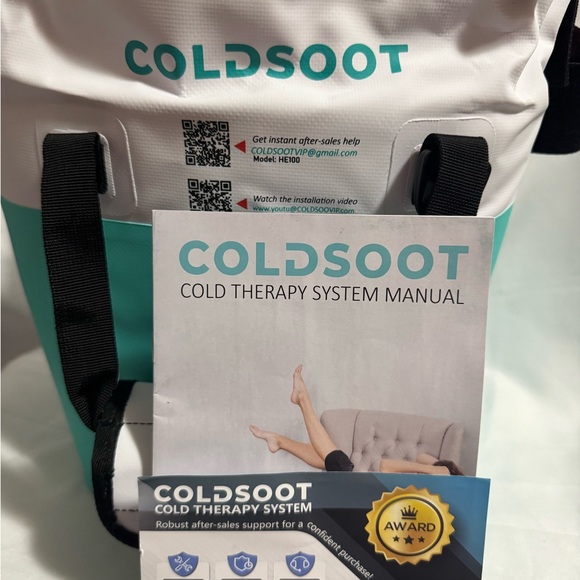 COLDSOOT
Get instant after-sales help
COLDSOOTVIP@gmail.com
Model: HE100
Watch the installation video
www.youtu@COLDSOOVIP.com
COLDSOOT
COLD THERAPY SYSTEM MANUAL
COLDSOOT
COLD THERAPY SYSTEM
Robust after-sales support for a confident purchase!
AWARD